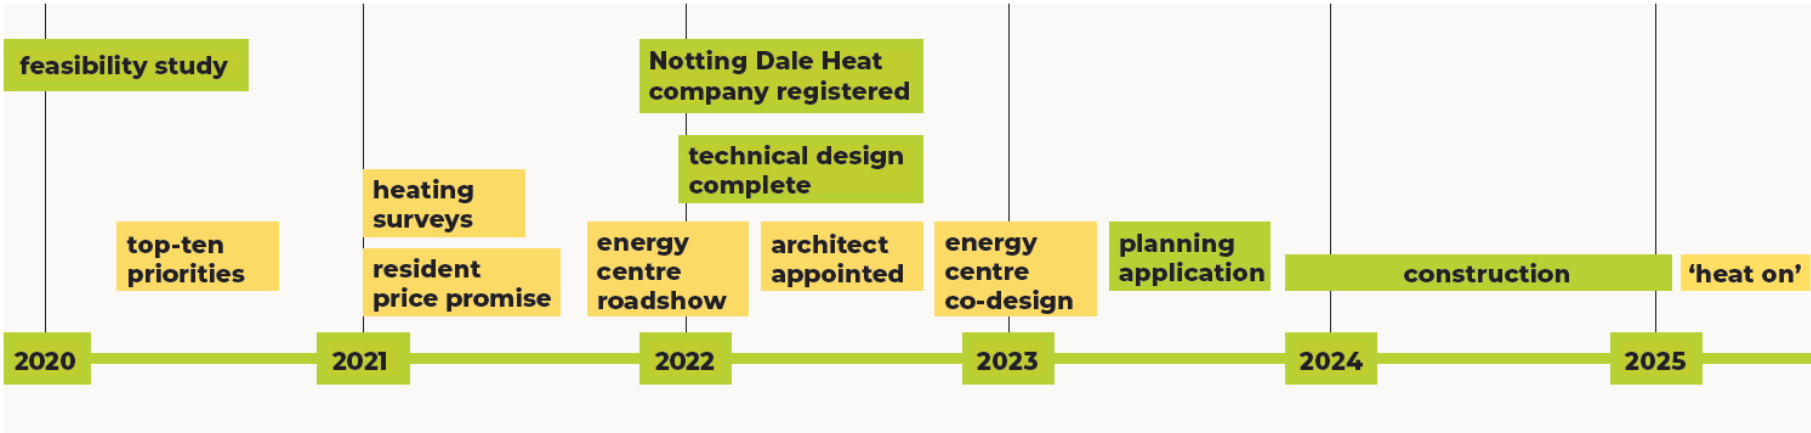 feasibility study
Notting Dale Heat
company registered
technical design
complete
heating
surveys
top-ten
priorities
resident
price promise
energy
centre
roadshow
architect
appointed
energy
centre
co-design
planning
application
construction
‘heat on’
2020
2021
2022
2023
2024
2025